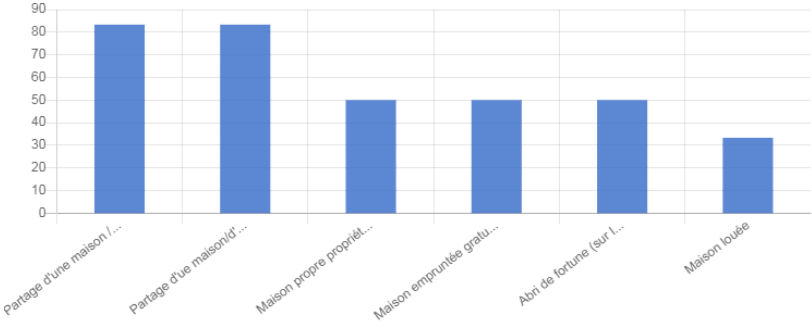 90
80
70
60
50
40
30
20
10
0
Partage d'une maison /...
Partage d'ue maison/d'...
Maison propre propriét...
Maison empruntée gratu...
Abri de fortune (sur l...
Maison louée